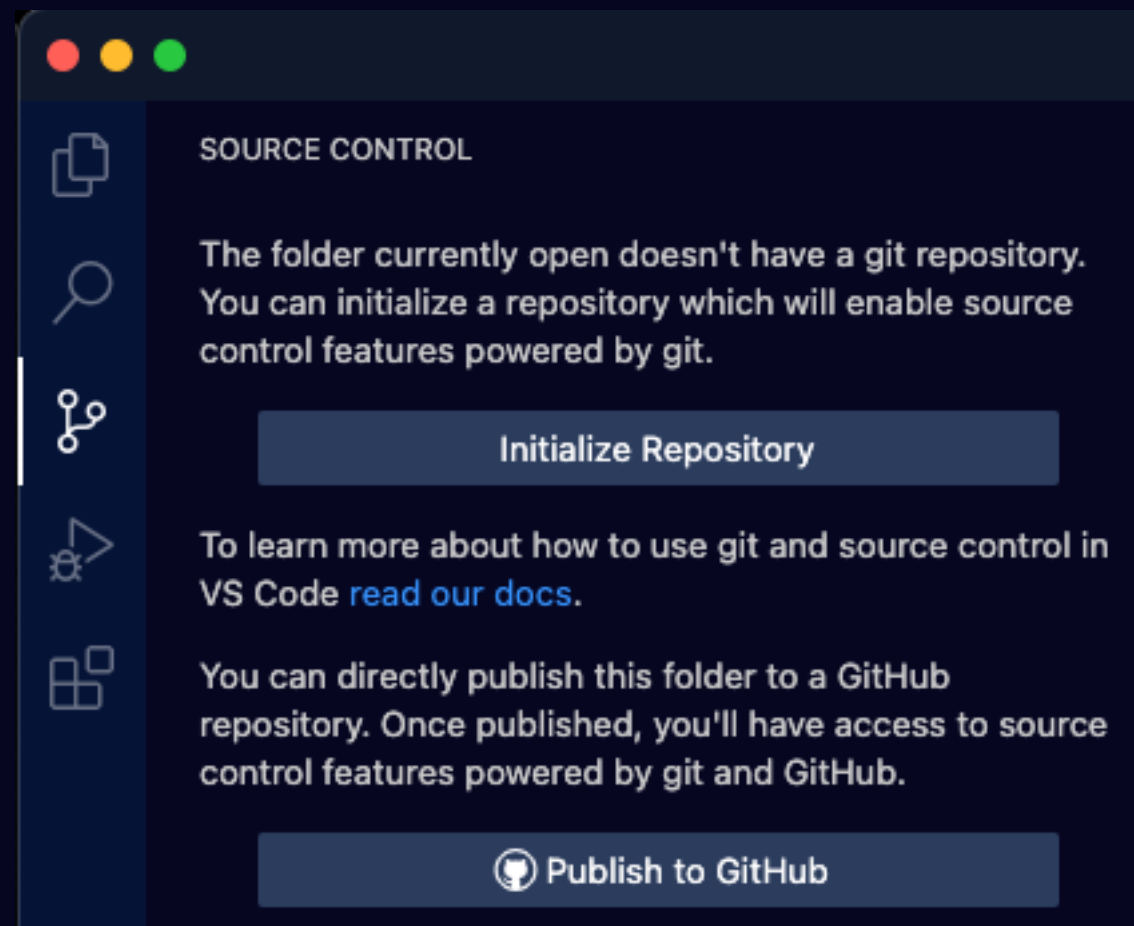 SOURCE CONTROL
The folder currently open doesn't have a git repository.
You can initialize a repository which will enable source
control features powered by git.
Initialize Repository
To learn more about how to use git and source control in
VS Code read our docs.
You can directly publish this folder to a GitHub
repository. Once published, you'll have access to source
control features powered by git and GitHub.
Publish to GitHub